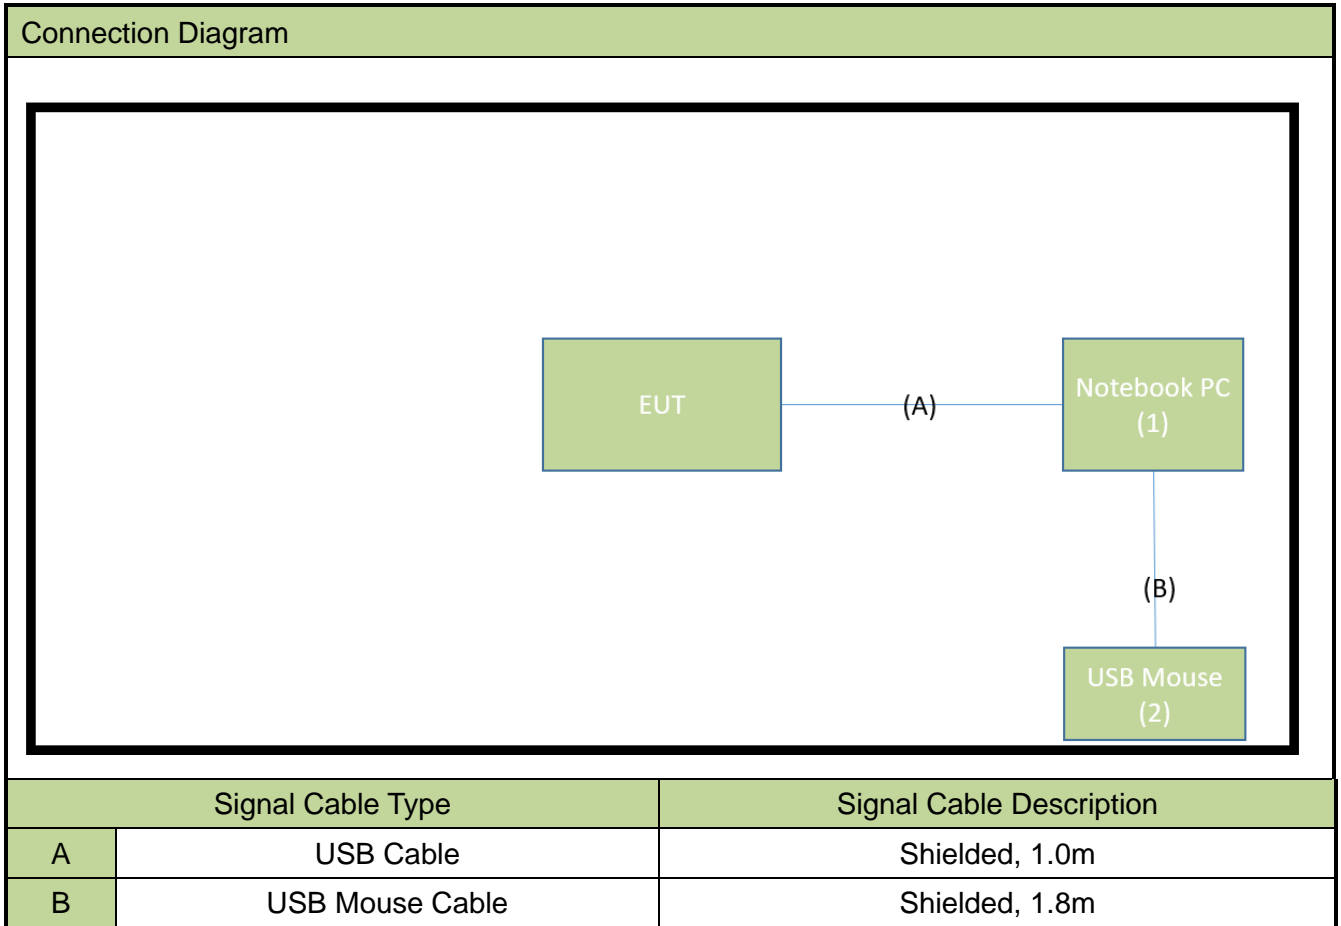 Connection Diagram
EUT
(A)
Notebook PC
(1)
(B)
USB Mouse
(2)
Signal Cable Type Signal Cable Description
A USB Cable Shielded, 1.0m
B USB Mouse Cable Shielded, 1.8m